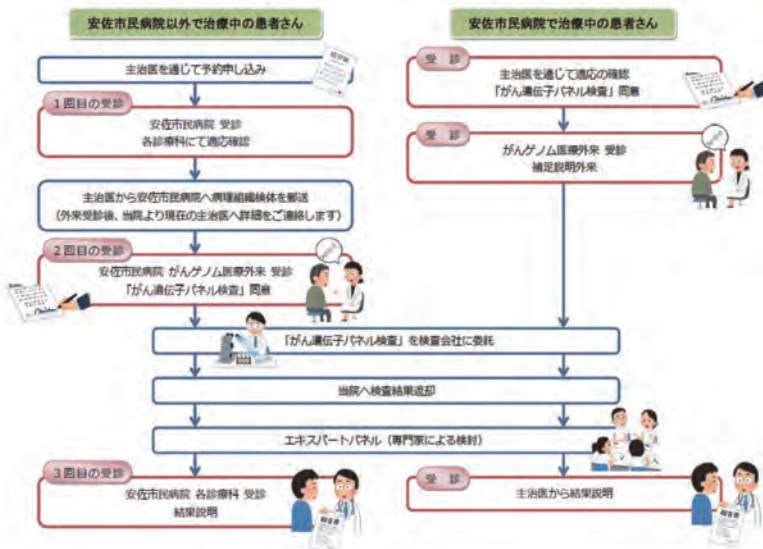 安佐市民病院以外で治療中の患者さん
主治医を通じて予約申し込み
1回目の受診
安佐市民病院 受診
各診療科にて適応確認
主治医から安佐市民病院へ病理組織検体を郵送
（外来受診後、当院より現在の主治医へ詳細をご連絡します）
2回目の受診
安佐市民病院 がんゲノム医療外来 受診
「がん遺伝子パネル検査」同意
安佐市民病院で治療中の患者さん
受 診
主治医を通じて適応の確認
「がん遺伝子パネル検査」同意
受 診
がんゲノム医療外来 受診
補足説明外来
「がん遺伝子パネル検査」を検査会社に委託
当院へ検査結果返却
エキスパートパネル（専門家による検討）
3回目の受診
安佐市民病院 各診療科 受診
結果説明
受 診
主治医から結果説明